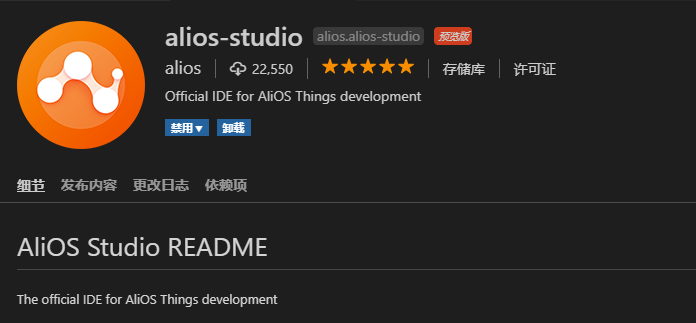 alios-studio alios.alios-studio 预览版
alios 22,550 存储库 许可证
Official IDE for AliOS Things development
禁用 卸载
细节 发布内容 更改日志 依赖项
AliOS Studio README
The official IDE for AliOS Things development